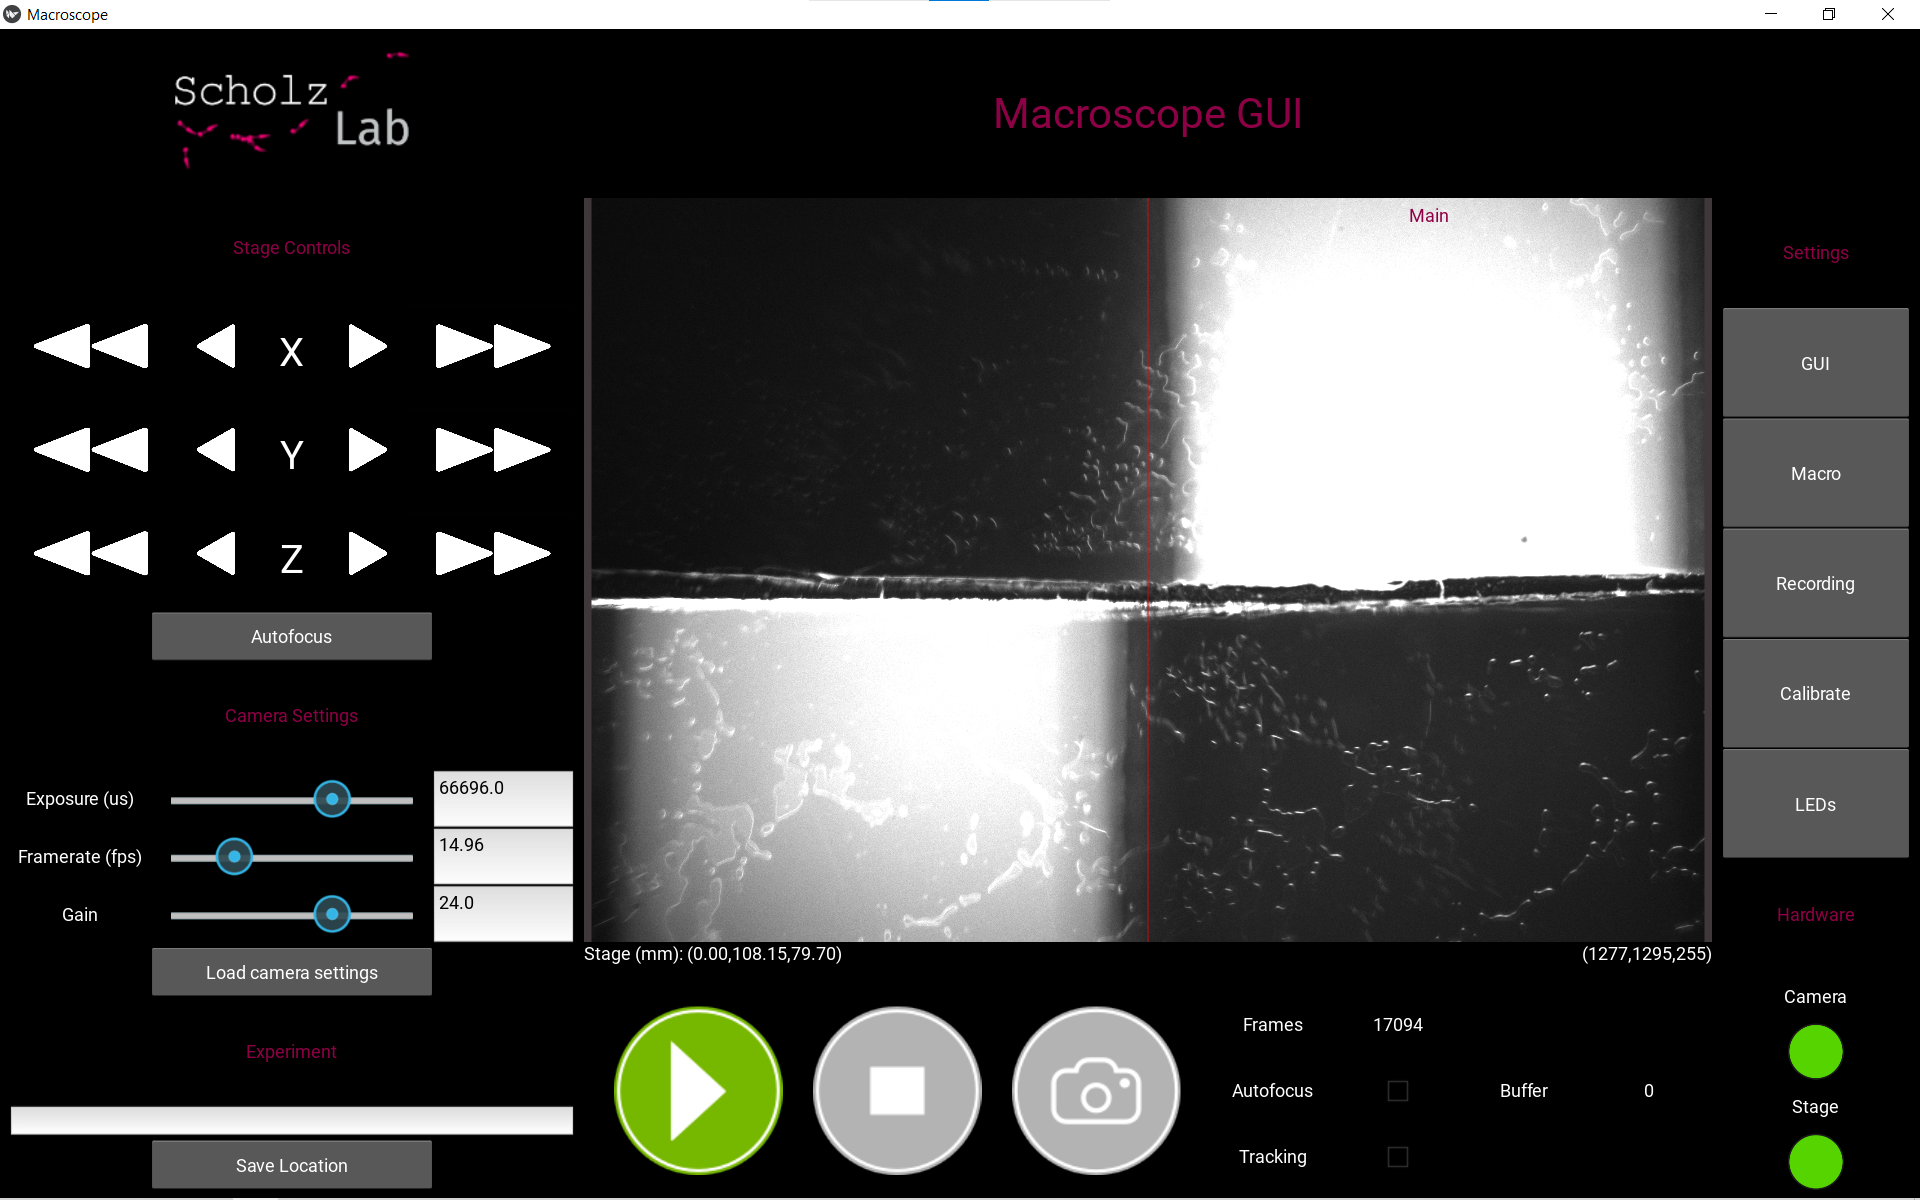 Macroscope
Scholz
Lab
Macroscope GUI
Stage Controls
X
Y
Z
Autofocus
Camera Settings
Exposure (us)
66696.0
Framerate (fps)
14.96
Gain
24.0
Load camera settings
Experiment
Save Location
Main
Stage (mm): (0.00,108.15,79.70)
(1277,1295,255)
Frames 17094
Autofocus
Buffer 0
Tracking
Settings
GUI
Macro
Recording
Calibrate
LEDs
Hardware
Camera
Stage